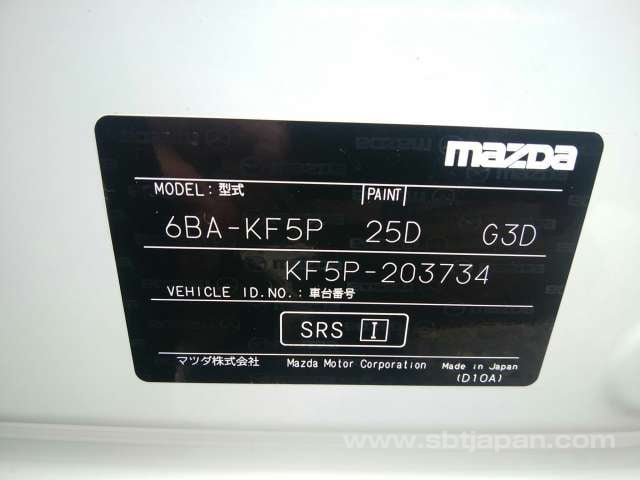 mazda
MODEL: 型式 PAINT
6BA-KF5P 25D G3D
KF5P-203734
VEHICLE ID.NO.: 車台番号
SRS I
マツダ株式会社 Mazda Motor Corporation Made in Japan
(D10A)
www.sbtjapan.com